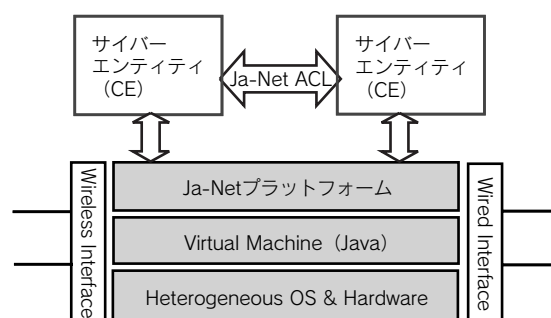 サイバー
エンティティ
（CE）
Ja-Net ACL
サイバー
エンティティ
（CE）
Wireless Interface
Ja-Netプラットフォーム
Virtual Machine（Java）
Heterogeneous OS & Hardware
Wired Interface